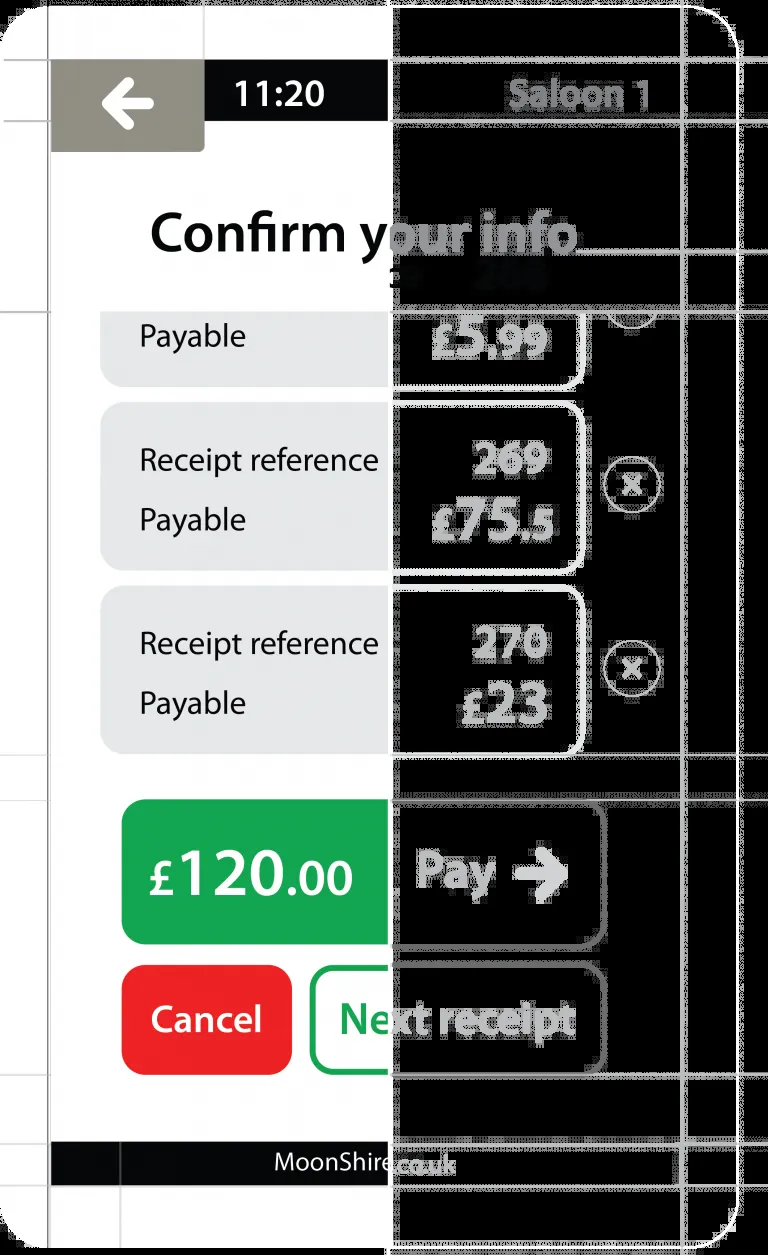 11:20 Saloon 1
Confirm your info
Payable £5.99
Receipt reference 269
Payable £75.5
Receipt reference 270
Payable £23
£120.00 Pay
Cancel Next receipt
MoonShire.co.uk